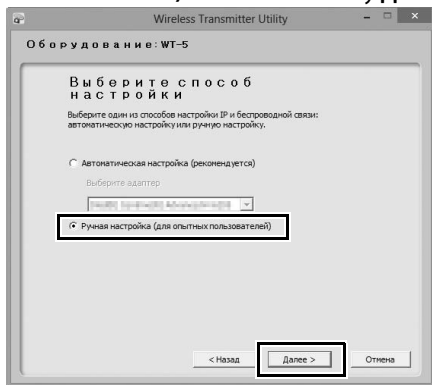 Wireless Transmitter Utility
Оборудование: WT-5
Выберите способ
настройки
Выберите один из способов настройки IP и беспроводной связи:
автоматическую настройку или ручную настройку.
Автоматическая настройка (рекомендуется)
Выберите адаптер
Ручная настройка (для опытных пользователей)
< Назад
Далее >
Отмена